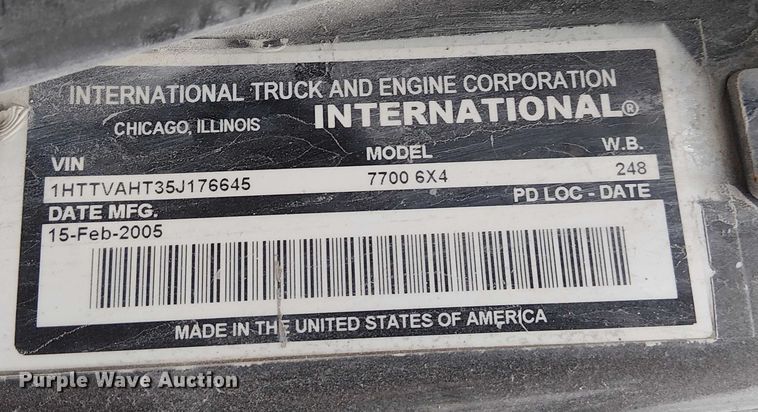 INTERNATIONAL TRUCK AND ENGINE CORPORATION
CHICAGO, ILLINOIS INTERNATIONAL®
VIN MODEL W.B.
1HTTVAHT35J176645 7700 6X4 248
DATE MFG. PD LOC - DATE
15-Feb-2005
MADE IN THE UNITED STATES OF AMERICA
Purple Wave Auction